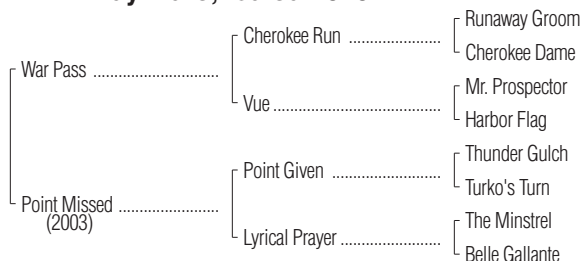 Runaway Groom
Cherokee Run
Cherokee Dame
War Pass
Mr. Prospector
Vue
Harbor Flag
Thunder Gulch
Point Given
Turko's Turn
Point Missed
(2003)
The Minstrel
Lyrical Prayer
Belle Gallante